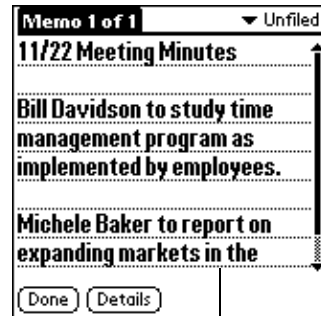 Memo 1 of 1 Unfiled
11/22 Meeting Minutes
Bill Davidson to study time
management program as
implemented by employees.
Michele Baker to report on
expanding markets in the
Done Details